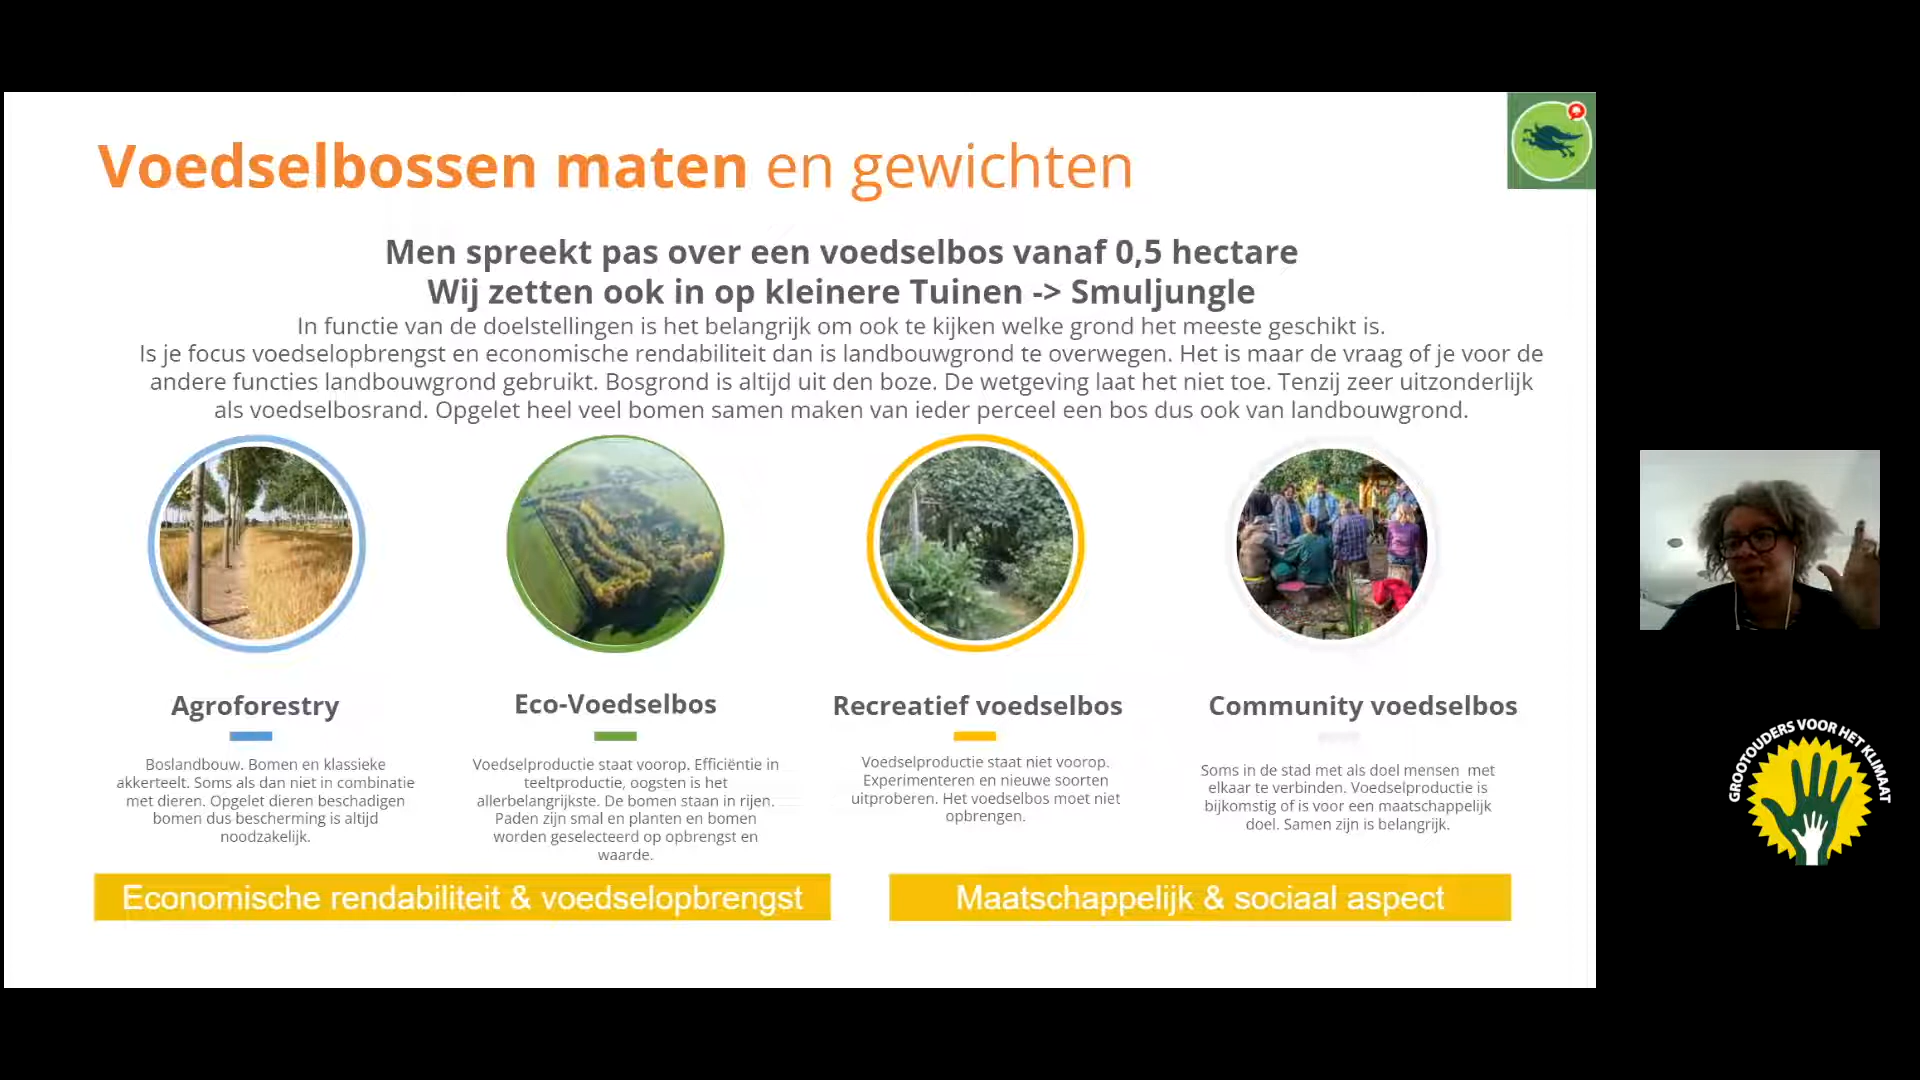 Voedselbossen maten en gewichten
Men spreekt pas over een voedselbos vanaf 0,5 hectare
Wij zetten ook in op kleinere Tuinen -> Smuljungle
In functie van de doelstellingen is het belangrijk om ook te kijken welke grond het meeste geschikt is.
Is je focus voedselopbrengst en economische rendabiliteit dan is landbouwgrond te overwegen. Het is maar de vraag of je voor de
andere functies landbouwgrond gebruikt. Bosgrond is altijd uit den boze. De wetgeving laat het niet toe. Tenzij zeer uitzonderlijk
als voedselbosrand. Opgelet heel veel bomen samen maken van ieder perceel een bos dus ook van landbouwgrond.
Agroforestry
Boslandbouw. Bomen en klassieke
akkerteelt. Soms als dan niet in combinatie
met dieren. Opgelet dieren beschadigen
bomen dus bescherming is altijd
noodzakelijk.
Eco-Voedselbos
Voedselproductie staat voorop. Efficiëntie in
teeltproductie, oogsten is het
allerbelangrijkste. De bomen staan in rijen.
Paden zijn smal en planten en bomen
worden geselecteerd op opbrengst en
waarde.
Recreatief voedselbos
Voedselproductie staat niet voorop.
Experimenteren en nieuwe soorten
uitproberen. Het voedselbos moet niet
opbrengen.
Community voedselbos
Soms in de stad met als doel mensen met
elkaar te verbinden. Voedselproductie is
bijkomstig of is voor een maatschappelijk
doel. Samen zijn is belangrijk.
Economische rendabiliteit & voedselopbrengst
Maatschappelijk & sociaal aspect
GROOTOUDERS VOOR HET KLIMAAT